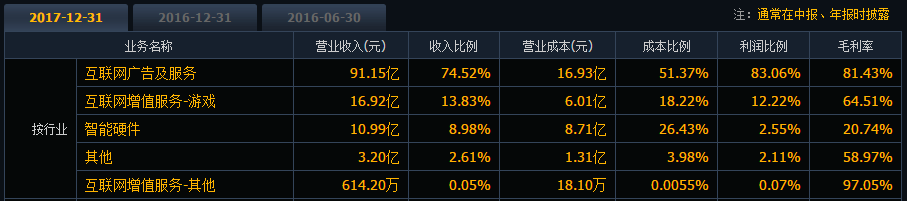 2017-12-31 2016-12-31 2016-06-30 注：通常在中报、年报时披露
业务名称 营业收入(元) 收入比例 营业成本(元) 成本比例 利润比例 毛利率
互联网广告及服务 91.15亿 74.52% 16.93亿 51.37% 83.06% 81.43%
互联网增值服务-游戏 16.92亿 13.83% 6.01亿 18.22% 12.22% 64.51%
按行业 智能硬件 10.99亿 8.98% 8.71亿 26.43% 2.55% 20.74%
其他 3.20亿 2.61% 1.31亿 3.98% 2.11% 58.97%
互联网增值服务-其他 614.20万 0.05% 18.10万 0.0055% 0.07% 97.05%